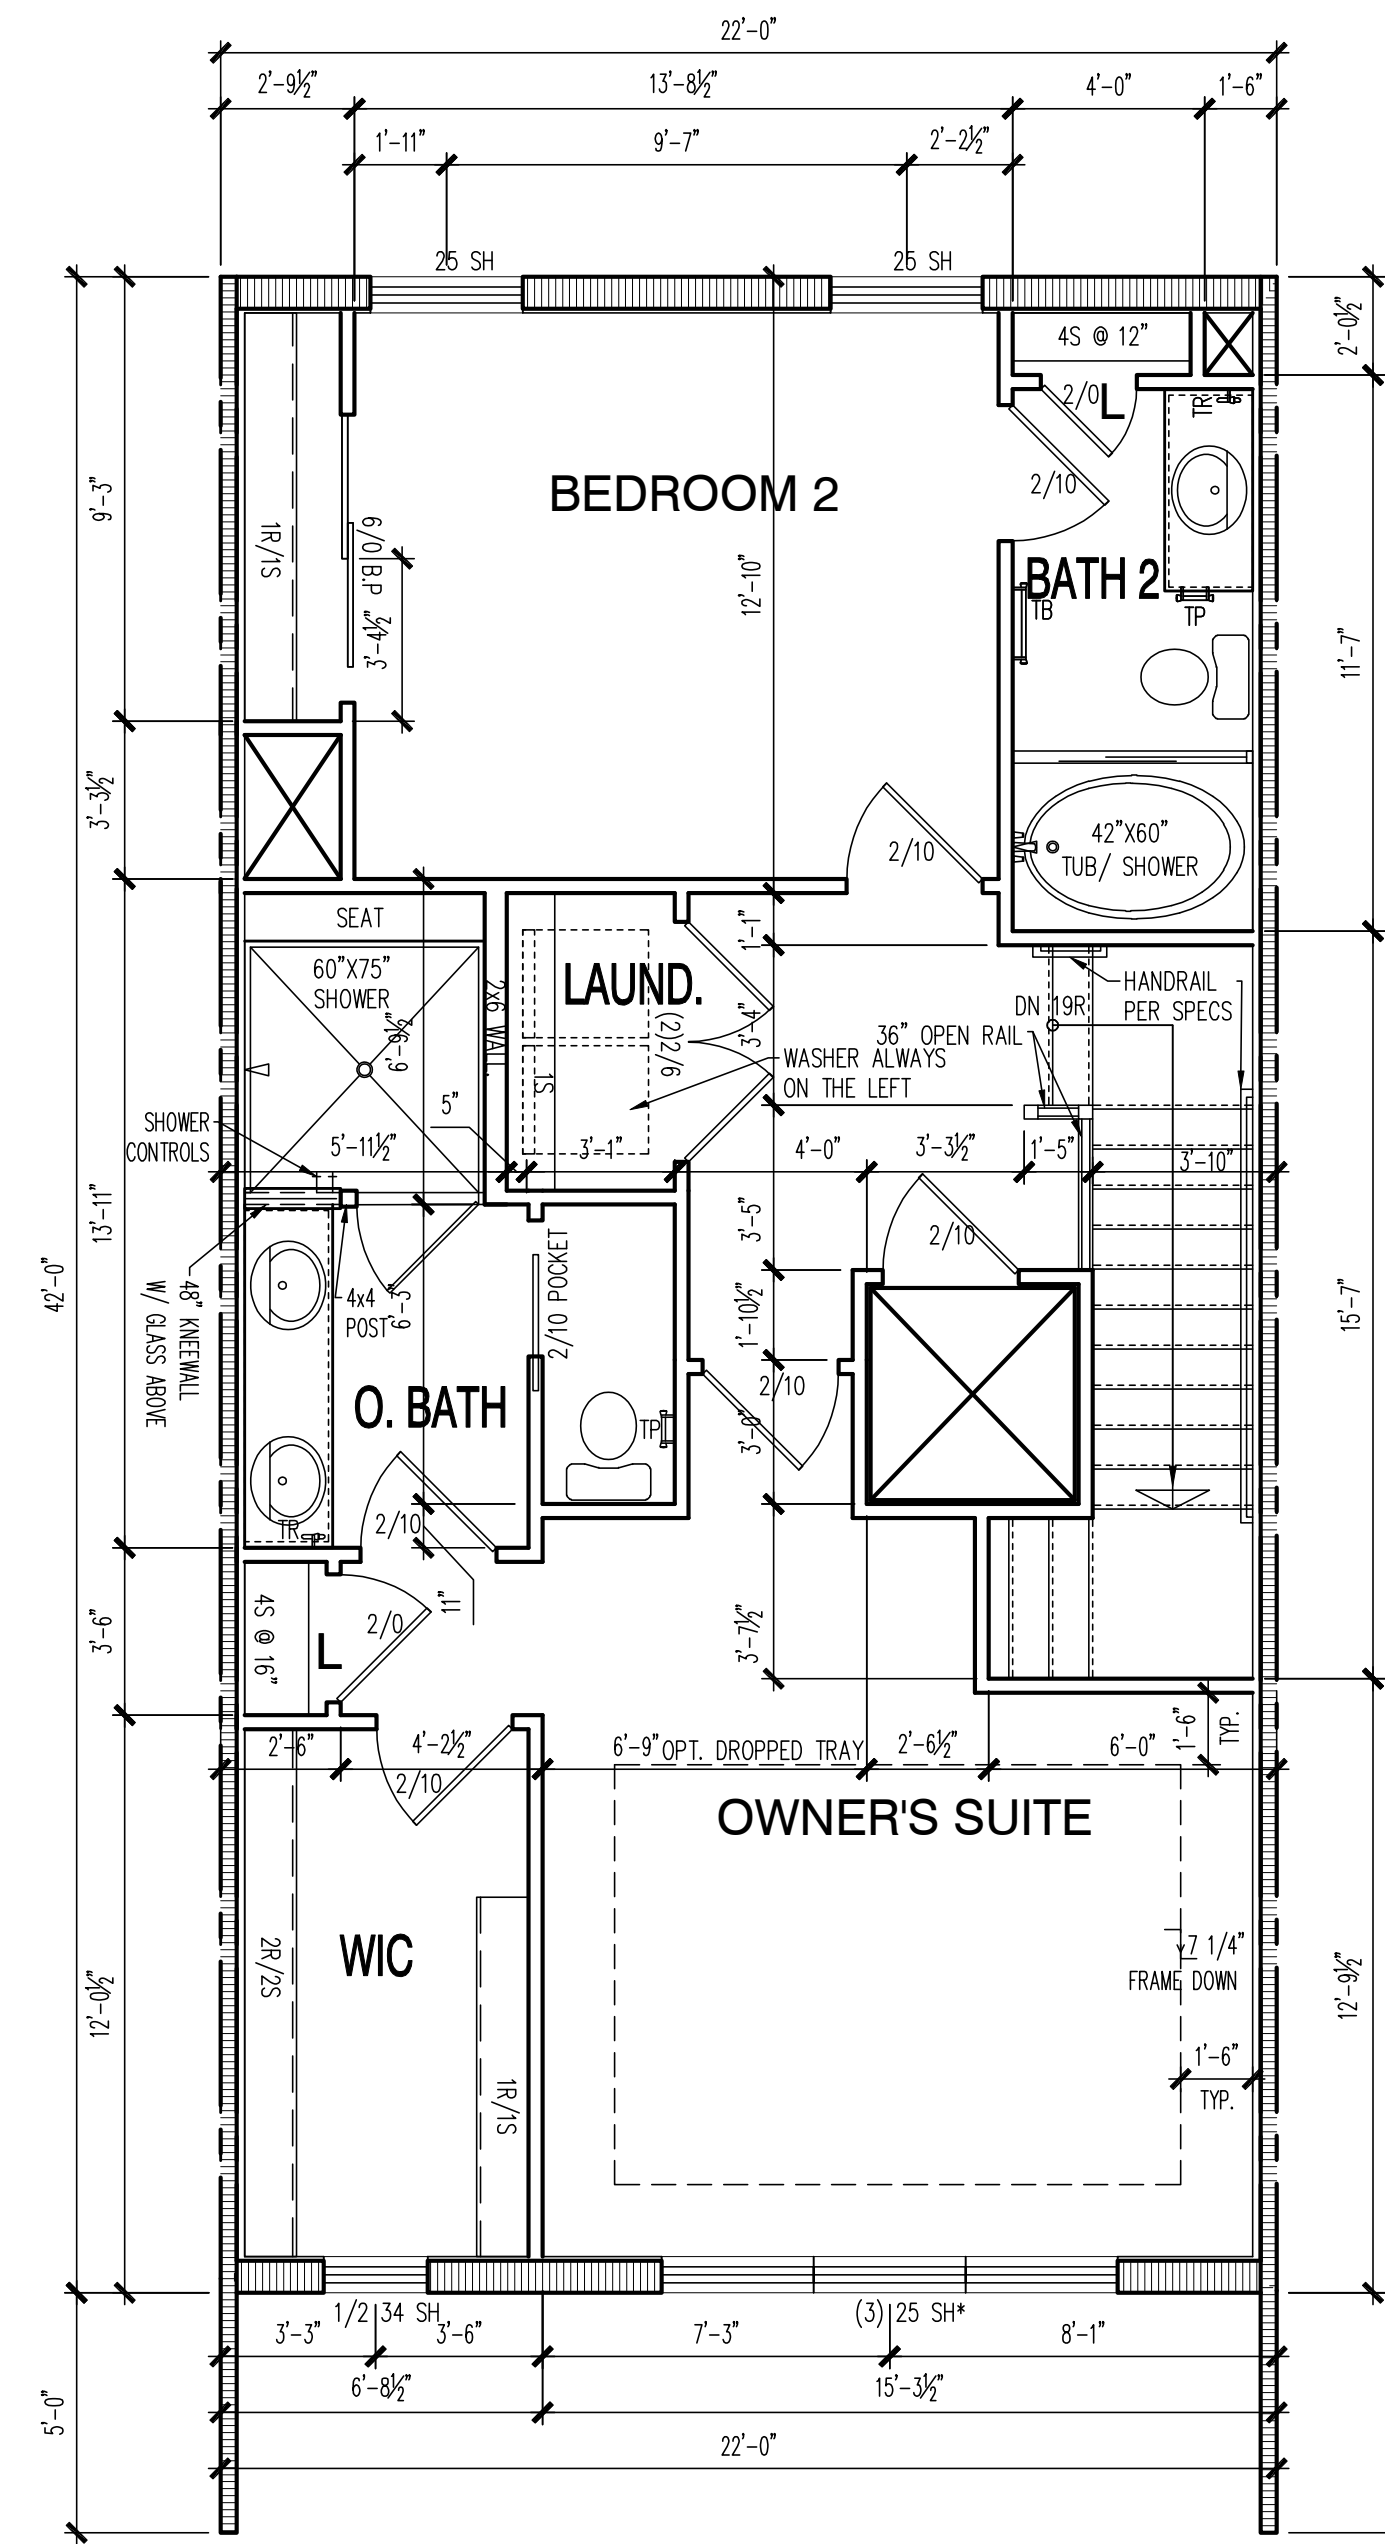 22'-0"
2'-9½"
13'-8½"
4'-0"
1'-6"
1'-11"
9'-7"
2'-2½"
25 SH
25 SH
2'-0½"
4S @ 12"
2/0
L
TR
9'-3"
BEDROOM 2
2/10
1R/1S
6/0 B.P
12'-10"
BATH 2
TB
TP
3'-4½"
11'-7"
3'-3½"
2/10
42"X60"
TUB/ SHOWER
SEAT
1'-1"
60"X75"
SHOWER
LAUND.
2x6 WALL.
HANDRAIL
PER SPECS
DN 19R
6'-9½"
(2)2/6
3'-4"
36" OPEN RAIL
WASHER ALWAYS
ON THE LEFT
1S
5"
SHOWER
CONTROLS
5'-11½"
3'-1"
4'-0"
3'-3½"
1'-5"
3'-10"
13'-11"
3'-5"
2/10
42'-0"
48" KNEEWALL
W/ GLASS ABOVE
4x4
POST
6'-3"
2/10 POCKET
1'-10½"
15'-7"
2/10
O. BATH
TP
3'-0"
TR
2/10
11"
4S @ 16"
2/0
L
3'-6"
3'-7½"
2'-6"
4'-2½"
6'-9"
OPT. DROPPED TRAY
2'-6½"
6'-0"
1'-6"
TYP.
2/10
OWNER'S SUITE
WIC
2R/2S
7 1/4"
FRAME DOWN
12'-0½"
12'-9½"
1'-6"
TYP.
1R/1S
1/2 34 SH
(3) 25 SH*
3'-3"
3'-6"
7'-3"
8'-1"
6'-8½"
15'-3½"
5'-0"
22'-0"